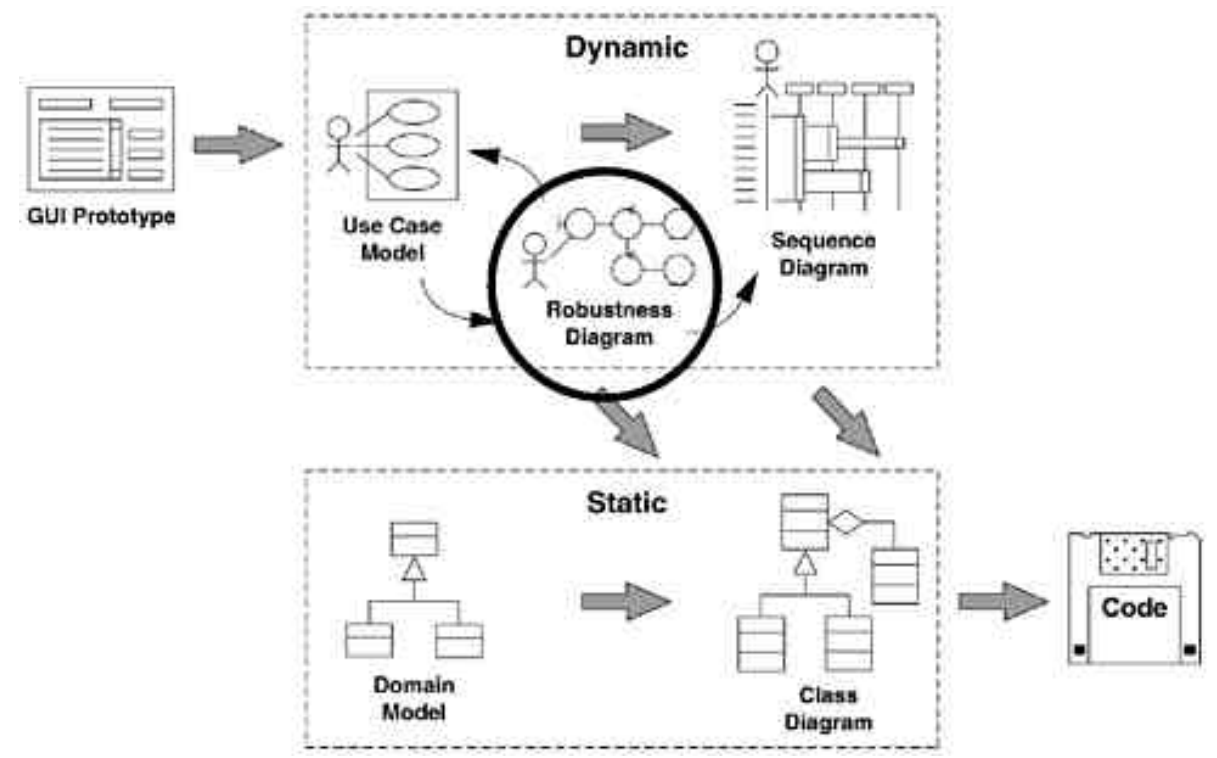 Dynamic
GUI Prototype
Use Case
Model
Robustness
Diagram
Sequence
Diagram
Static
Domain
Model
Class
Diagram
Code